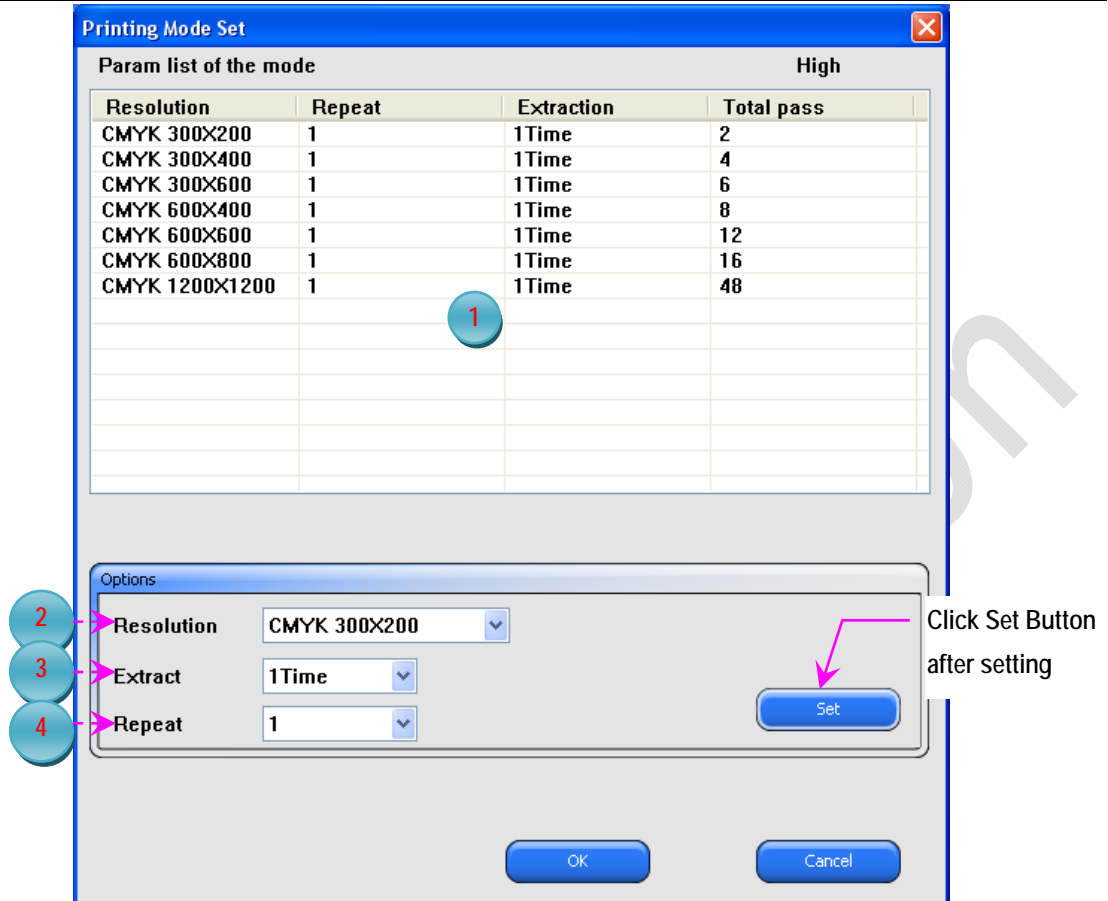 Printing Mode Set
Param list of the mode High
Resolution Repeat Extraction Total pass
CMYK 300X200 1 1Time 2
CMYK 300X400 1 1Time 4
CMYK 300X600 1 1Time 6
CMYK 600X400 1 1Time 8
CMYK 600X600 1 1Time 12
CMYK 600X800 1 1Time 16
CMYK 1200X1200 1 1Time 48
1
Options
2 Resolution CMYK 300X200
Click Set Button
after setting
3 Extract 1Time
4 Repeat 1
Set
OK Cancel